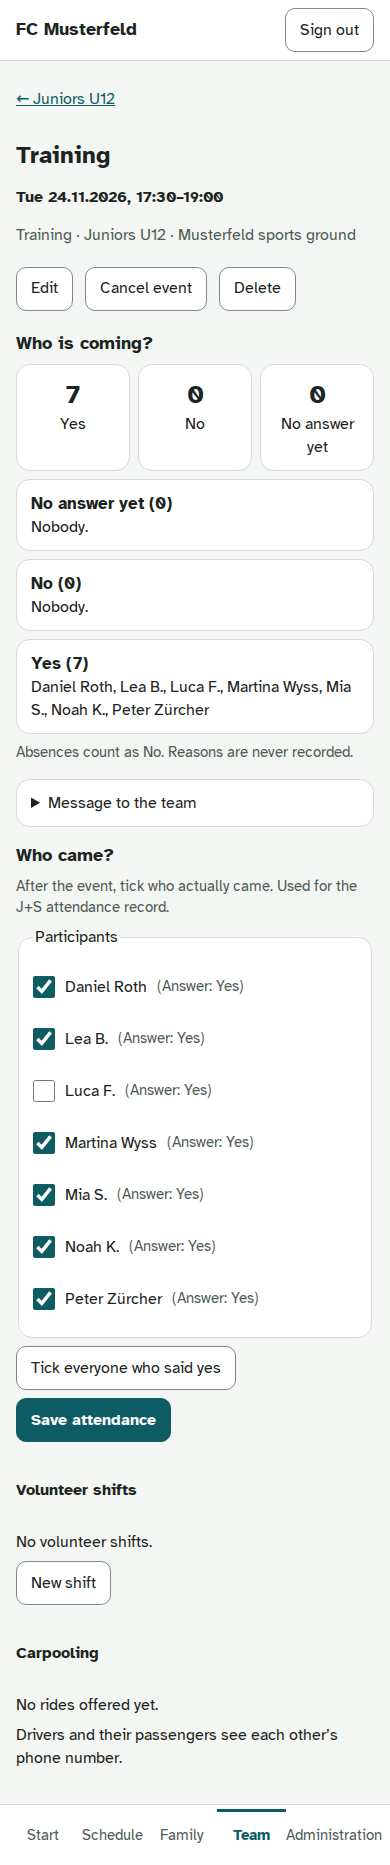 FC Musterfeld
Sign out
← Juniors U12
Training
Tue 24.11.2026, 17:30–19:00
Training · Juniors U12 · Musterfeld sports ground
Edit
Cancel event
Delete
Who is coming?
7
Yes
0
No
0
No answer
yet
No answer yet (0)
Nobody.
No (0)
Nobody.
Yes (7)
Daniel Roth, Lea B., Luca F., Martina Wyss, Mia
S., Noah K., Peter Zürcher
Absences count as No. Reasons are never recorded.
▶ Message to the team
Who came?
After the event, tick who actually came. Used for the
J+S attendance record.
Participants
Daniel Roth (Answer: Yes)
Lea B. (Answer: Yes)
Luca F. (Answer: Yes)
Martina Wyss (Answer: Yes)
Mia S. (Answer: Yes)
Noah K. (Answer: Yes)
Peter Zürcher (Answer: Yes)
Tick everyone who said yes
Save attendance
Volunteer shifts
No volunteer shifts.
New shift
Carpooling
No rides offered yet.
Drivers and their passengers see each other’s
phone number.
Start
Schedule
Family
Team
Administration